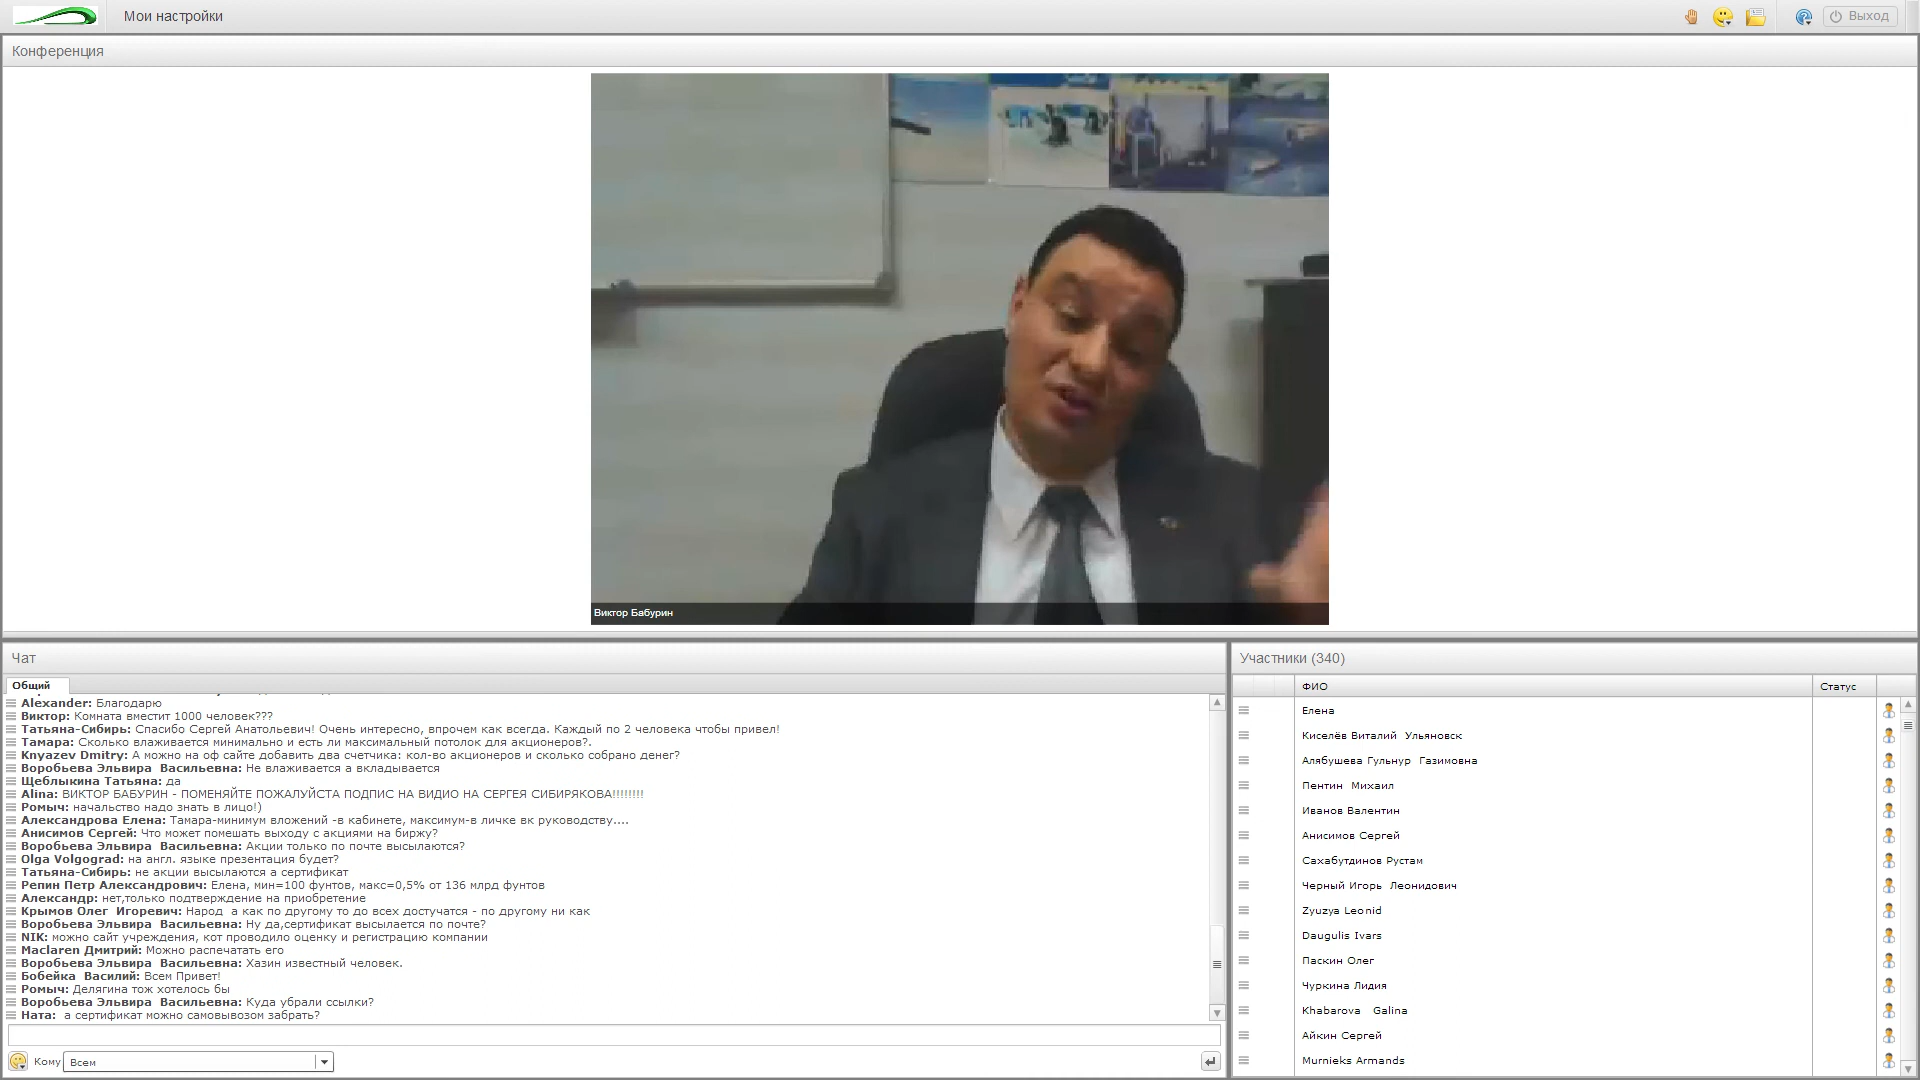 Мои настройки
Выход
Конференция
Виктор Бабурин
Чат
Общий
Alexander: Благодарю
Виктор: Комната вместит 1000 человек???
Татьяна-Сибирь: Спасибо Сергей Анатольевич! Очень интересно, впрочем как всегда. Каждый по 2 человека чтобы привел!
Тамара: Сколько влаживается минимально и есть ли максимальный потолок для акционеров?.
Knyazev Dmitry: А можно на оф сайте добавить два счетчика: кол-во акционеров и сколько собрано денег?
Воробьева Эльвира Васильевна: Не влаживается а вкладывается
Щеблыкина Татьяна: да
Alina: ВИКТОР БАБУРИН - ПОМЕНЯЙТЕ ПОЖАЛУЙСТА ПОДПИС НА ВИДИО НА СЕРГЕЯ СИБИРЯКОВА!!!!!!!!
Ромыч: начальство надо знать в лицо!)
Александрова Елена: Тамара-минимум вложений -в кабинете, максимум-в личке вк руководству....
Анисимов Сергей: Что может помешать выходу с акциями на биржу?
Воробьева Эльвира Васильевна: Акции только по почте высылаются?
Olga Volgograd: на англ. языке презентация будет?
Татьяна-Сибирь: не акции высылаются а сертификат
Репин Петр Александрович: Елена, мин=100 фунтов, макс=0,5% от 136 млрд фунтов
Александр: нет,только подтверждение на приобретение
Крымов Олег Игоревич: Народ а как по другому то до всех достучатся - по другому ни как
Воробьева Эльвира Васильевна: Ну да,сертификат высылается по почте?
NIK: можно сайт учреждения, кот проводило оценку и регистрацию компании
Maclaren Дмитрий: Можно распечатать его
Воробьева Эльвира Васильевна: Хазин известный человек.
Бобейка Василий: Всем Привет!
Ромыч: Делягина тож хотелось бы
Воробьева Эльвира Васильевна: Куда убрали ссылки?
Ната: а сертификат можно самовывозом забрать?
Кому Всем
Участники (340)
ФИО Статус
Елена
Киселёв Виталий Ульяновск
Алябушева Гульнур Газимовна
Пентин Михаил
Иванов Валентин
Анисимов Сергей
Сахабутдинов Рустам
Черный Игорь Леонидович
Zyuzya Leonid
Daugulis Ivars
Паскин Олег
Чуркина Лидия
Khabarova Galina
Айкин Сергей
Murnieks Armands